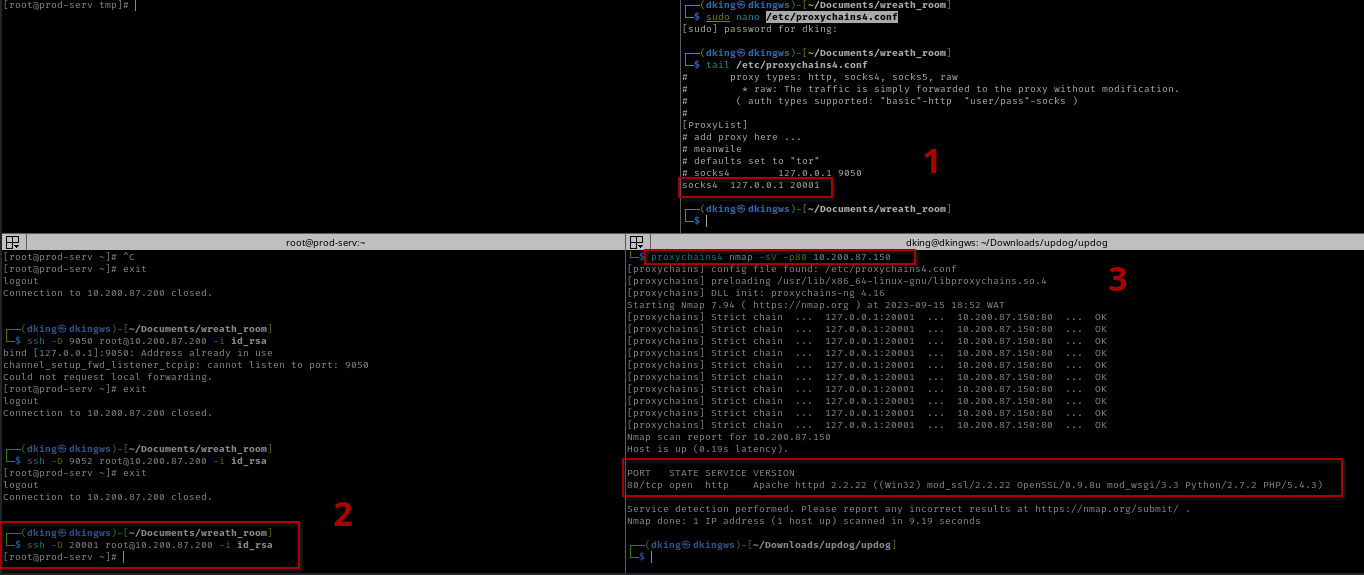 [root@prod-serv tmp]#
┌──(dking㉿dkingws)-[~/Documents/wreath_room]
└─$ sudo nano /etc/proxychains4.conf
[sudo] password for dking:
┌──(dking㉿dkingws)-[~/Documents/wreath_room]
└─$ tail /etc/proxychains4.conf
#       proxy types: http, socks4, socks5, raw
#         * raw: The traffic is simply forwarded to the proxy without modification.
#        ( auth types supported: "basic"-http  "user/pass"-socks )
#
[ProxyList]
# add proxy here ...
# meanwile
# defaults set to "tor"
# socks4        127.0.0.1 9050
socks4  127.0.0.1 20001
┌──(dking㉿dkingws)-[~/Documents/wreath_room]
└─$
1
root@prod-serv:~
[root@prod-serv ~]# ^C
[root@prod-serv ~]# exit
logout
Connection to 10.200.87.200 closed.
┌──(dking㉿dkingws)-[~/Documents/wreath_room]
└─$ ssh -D 9050 root@10.200.87.200 -i id_rsa
bind [127.0.0.1]:9050: Address already in use
channel_setup_fwd_listener_tcpip: cannot listen to port: 9050
Could not request local forwarding.
[root@prod-serv ~]# exit
logout
Connection to 10.200.87.200 closed.
┌──(dking㉿dkingws)-[~/Documents/wreath_room]
└─$ ssh -D 9052 root@10.200.87.200 -i id_rsa
[root@prod-serv ~]# exit
logout
Connection to 10.200.87.200 closed.
2
┌──(dking㉿dkingws)-[~/Documents/wreath_room]
└─$ ssh -D 20001 root@10.200.87.200 -i id_rsa
[root@prod-serv ~]#
dking@dkingws: ~/Downloads/updog/updog
└─$ proxychains4 nmap -sV -p80 10.200.87.150
3
[proxychains] config file found: /etc/proxychains4.conf
[proxychains] preloading /usr/lib/x86_64-linux-gnu/libproxychains.so.4
[proxychains] DLL init: proxychains-ng 4.16
Starting Nmap 7.94 ( https://nmap.org ) at 2023-09-15 18:52 WAT
[proxychains] Strict chain  ...  127.0.0.1:20001  ...  10.200.87.150:80  ...  OK
[proxychains] Strict chain  ...  127.0.0.1:20001  ...  10.200.87.150:80  ...  OK
[proxychains] Strict chain  ...  127.0.0.1:20001  ...  10.200.87.150:80  ...  OK
[proxychains] Strict chain  ...  127.0.0.1:20001  ...  10.200.87.150:80  ...  OK
[proxychains] Strict chain  ...  127.0.0.1:20001  ...  10.200.87.150:80  ...  OK
[proxychains] Strict chain  ...  127.0.0.1:20001  ...  10.200.87.150:80  ...  OK
[proxychains] Strict chain  ...  127.0.0.1:20001  ...  10.200.87.150:80  ...  OK
[proxychains] Strict chain  ...  127.0.0.1:20001  ...  10.200.87.150:80  ...  OK
[proxychains] Strict chain  ...  127.0.0.1:20001  ...  10.200.87.150:80  ...  OK
[proxychains] Strict chain  ...  127.0.0.1:20001  ...  10.200.87.150:80  ...  OK
Nmap scan report for 10.200.87.150
Host is up (0.19s latency).
PORT   STATE SERVICE VERSION
80/tcp open  http    Apache httpd 2.2.22 ((Win32) mod_ssl/2.2.22 OpenSSL/0.9.8u mod_wsgi/3.3 Python/2.7.2 PHP/5.4.3)
Service detection performed. Please report any incorrect results at https://nmap.org/submit/ .
Nmap done: 1 IP address (1 host up) scanned in 9.19 seconds
┌──(dking㉿dkingws)-[~/Downloads/updog/updog]
└─$